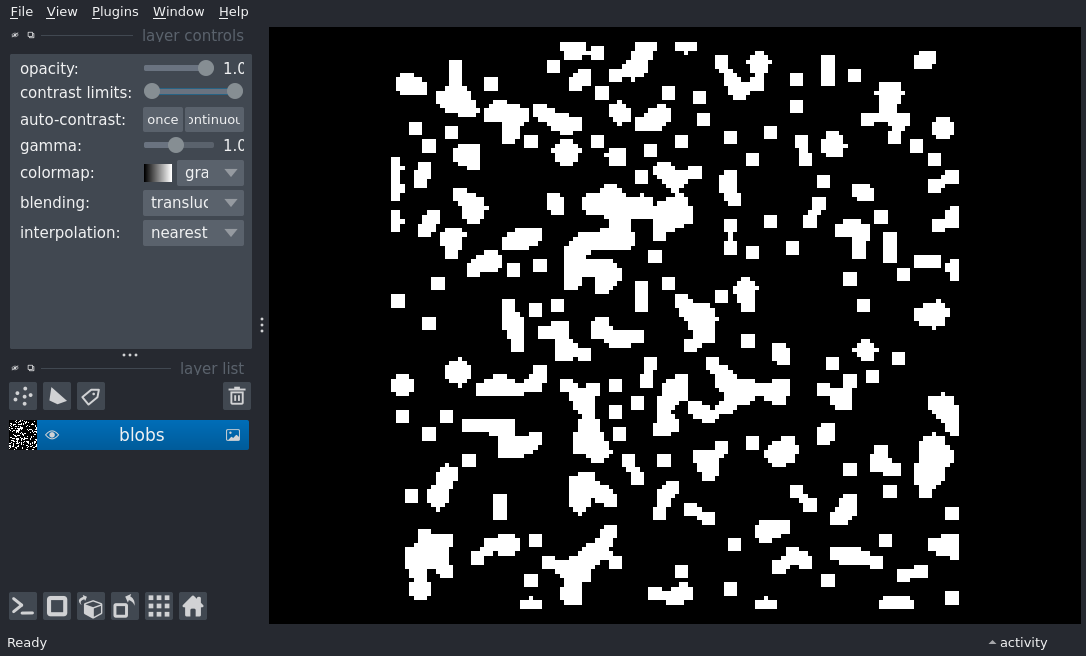 File View Plugins Window Help
layer controls
opacity: 1.0
contrast limits:
auto-contrast: once ontinuou
gamma: 1.0
colormap: gra
blending: transluc
interpolation: nearest
layer list
blobs
Ready
activity